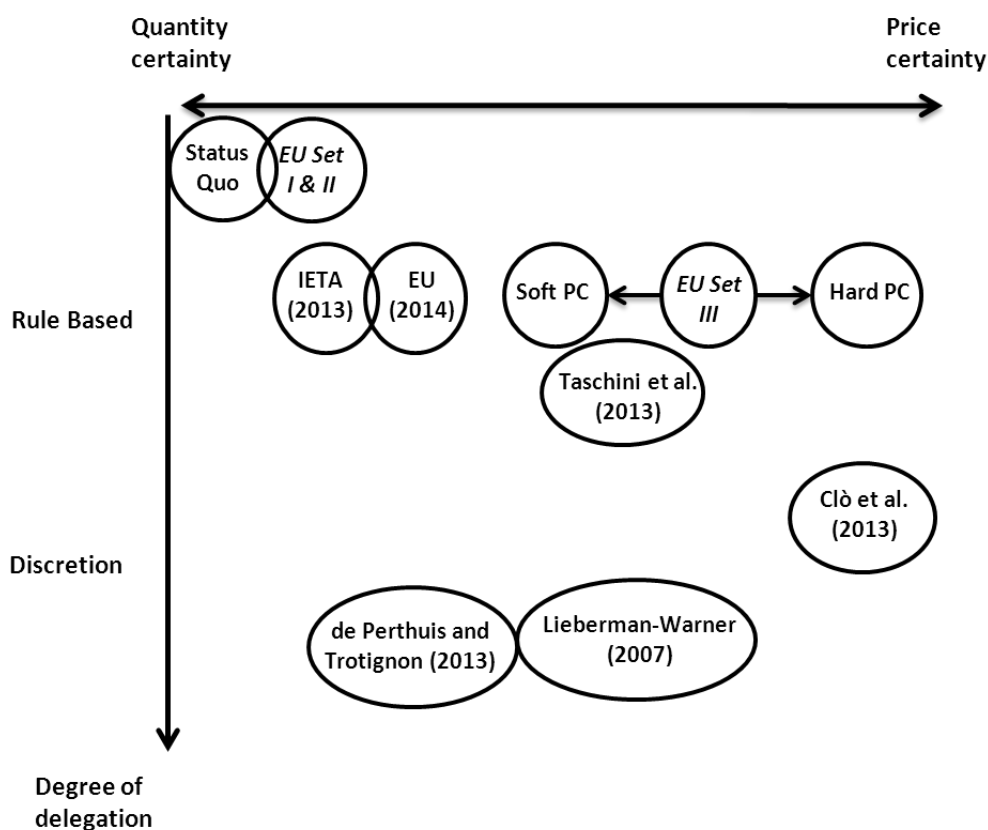 Quantity
certainty
Price
certainty
Status
Quo
EU Set
I & II
IETA
(2013)
EU
(2014)
Soft PC
EU Set
III
Hard PC
Rule Based
Taschini et al.
(2013)
Clò et al.
(2013)
Discretion
de Perthuis and
Trotignon (2013)
Lieberman-Warner
(2007)
Degree of
delegation